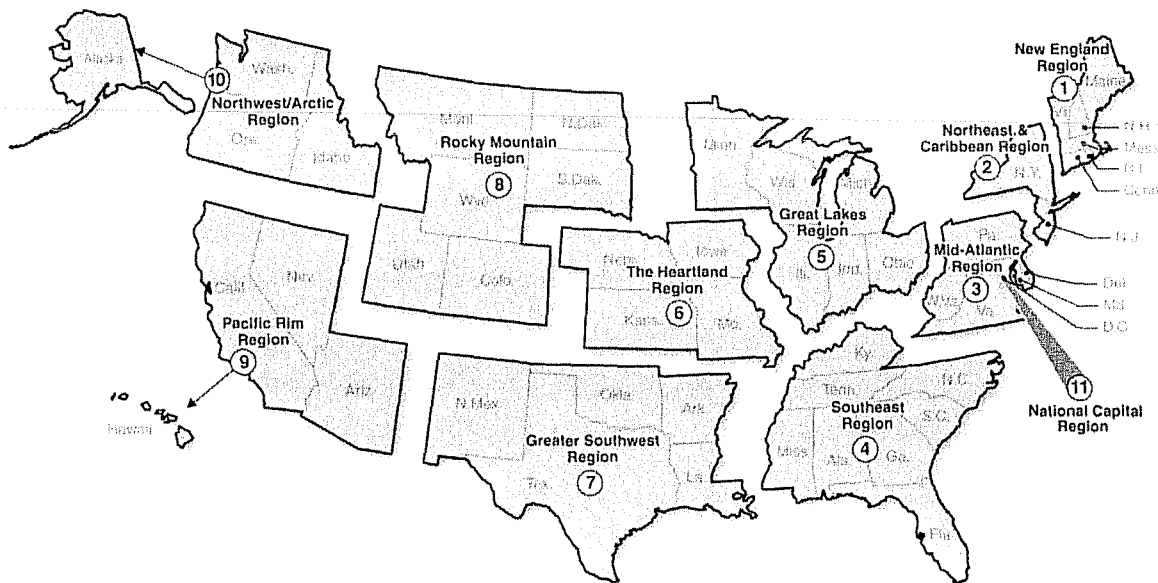 New England
Region
1
Maine
Vt.
N.H.
Mass.
R.I.
Conn.
Northeast &
Caribbean Region
2
N.Y.
N.J.
Mid-Atlantic
Region
3
Pa.
W.Va.
Va.
Del.
Md.
D.C.
11
National Capital
Region
Southeast
Region
4
Ky.
Tenn.
N.C.
S.C.
Miss.
Ala.
Ga.
Fla.
Great Lakes
Region
5
Minn.
Wis.
Mich.
Ill.
Ind.
Ohio
The Heartland
Region
6
Nebr.
Iowa
Kans.
Mo.
Greater Southwest
Region
7
N.Mex.
Okla.
Ark.
Tex.
La.
Rocky Mountain
Region
8
Mont.
N.Dak.
S.Dak.
Wyo.
Utah
Colo.
Pacific Rim
Region
9
Calif.
Nev.
Ariz.
Hawaii
10
Northwest/Arctic
Region
Alaska
Wash.
Ore.
Idaho